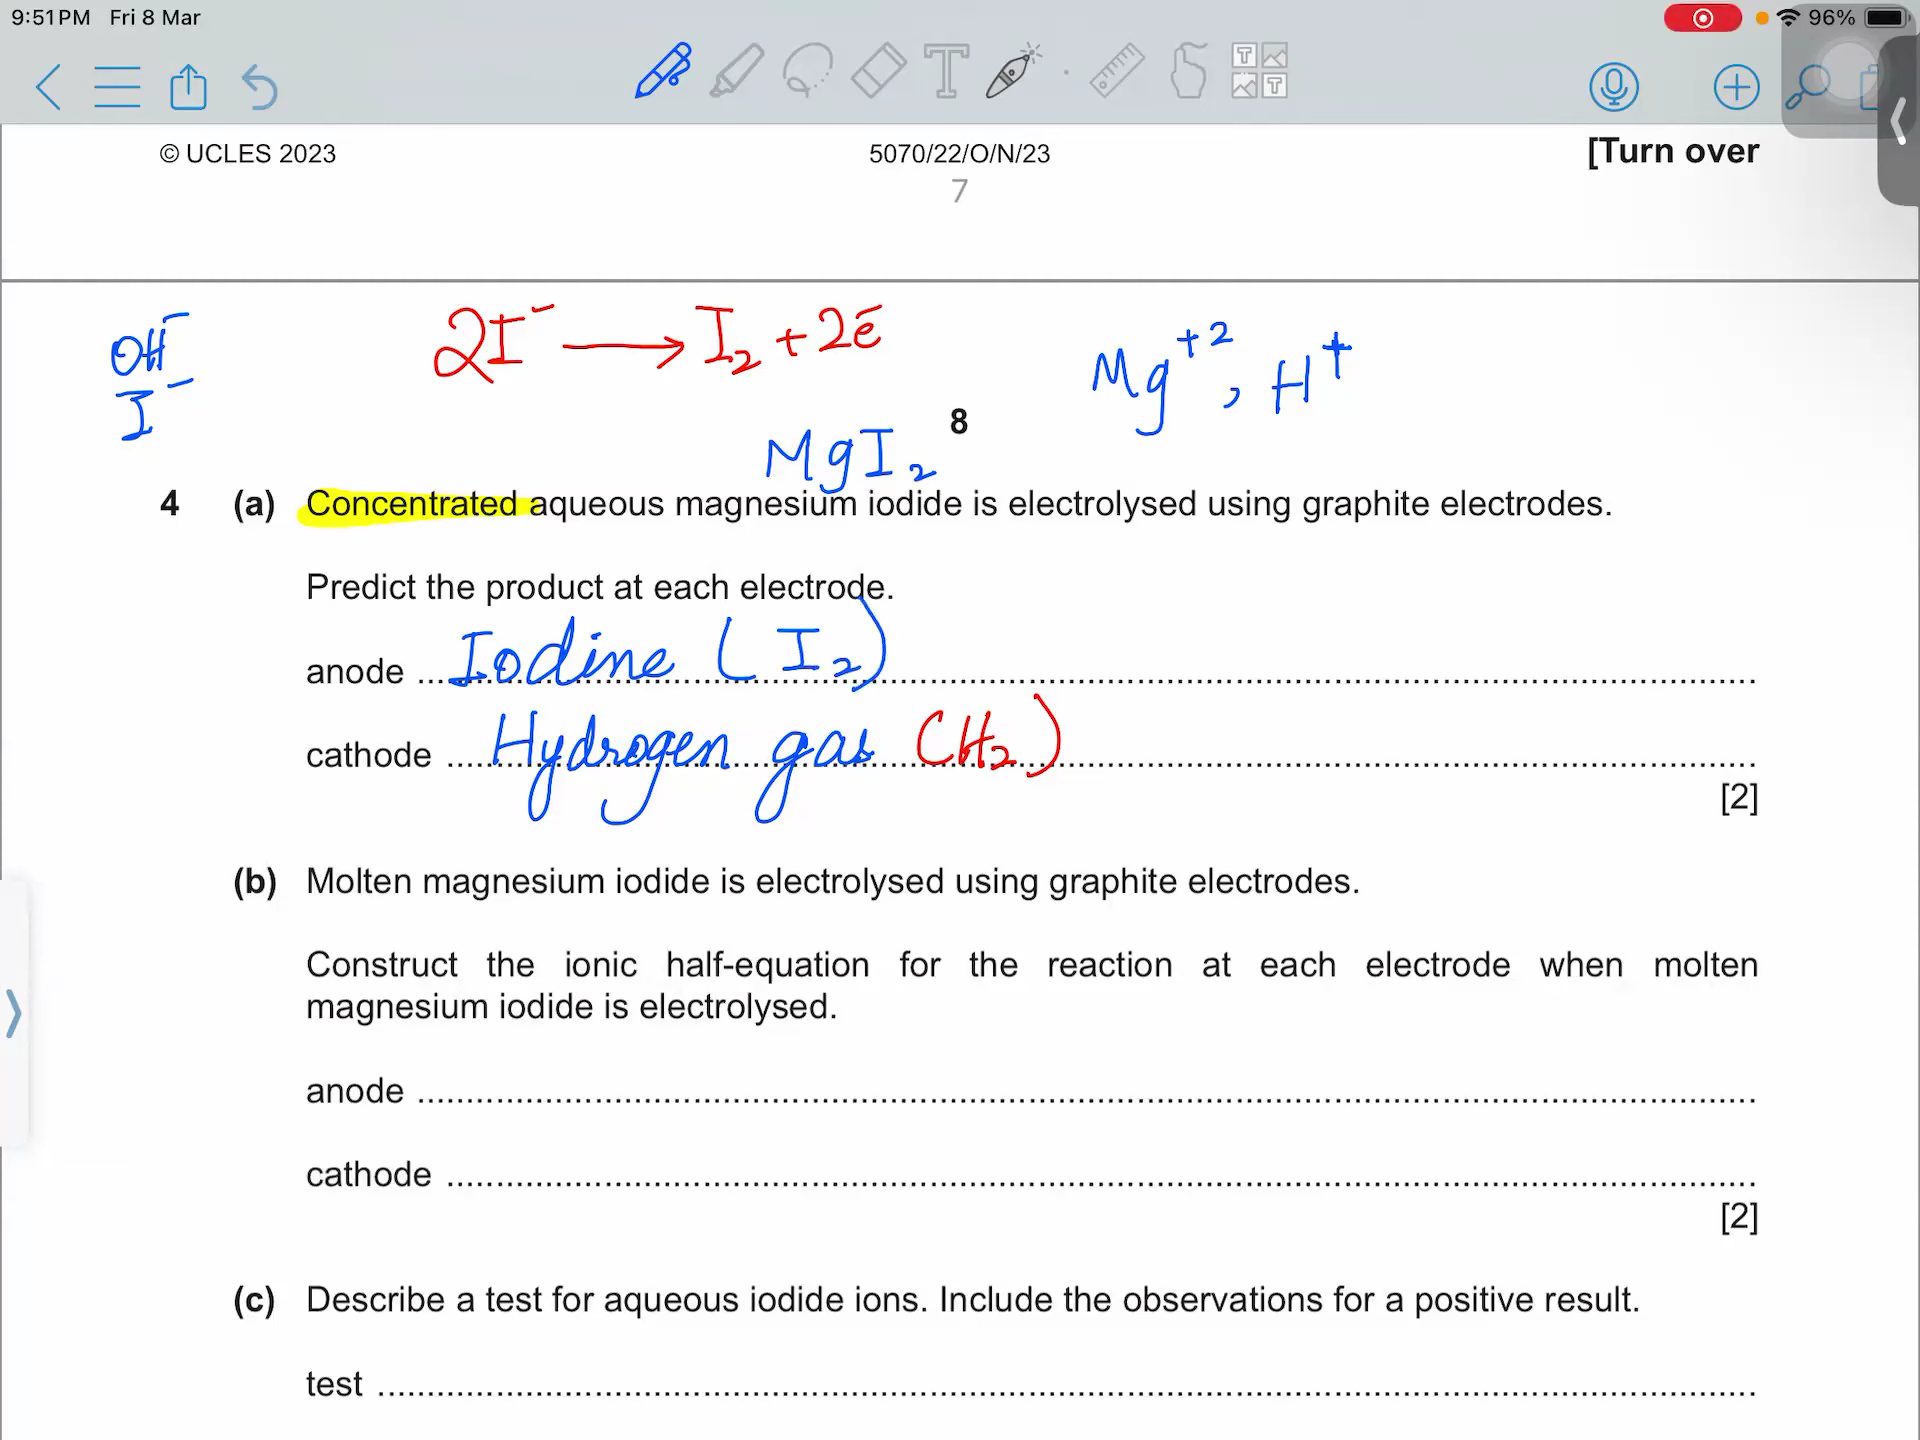 9:51 PM Fri 8 Mar 96%
© UCLES 2023 5070/22/O/N/23 [Turn over
7
OH⁻ 2I⁻ ⟶ I₂ + 2e⁻ Mg⁺², H⁺
I⁻
8
MgI₂
4 (a) Concentrated aqueous magnesium iodide is electrolysed using graphite electrodes.
Predict the product at each electrode.
anode ... Iodine ( I₂ ) ...
cathode ... Hydrogen gas (H₂) ...
[2]
(b) Molten magnesium iodide is electrolysed using graphite electrodes.
Construct the ionic half-equation for the reaction at each electrode when molten
magnesium iodide is electrolysed.
anode ...
cathode ...
[2]
(c) Describe a test for aqueous iodide ions. Include the observations for a positive result.
test ...